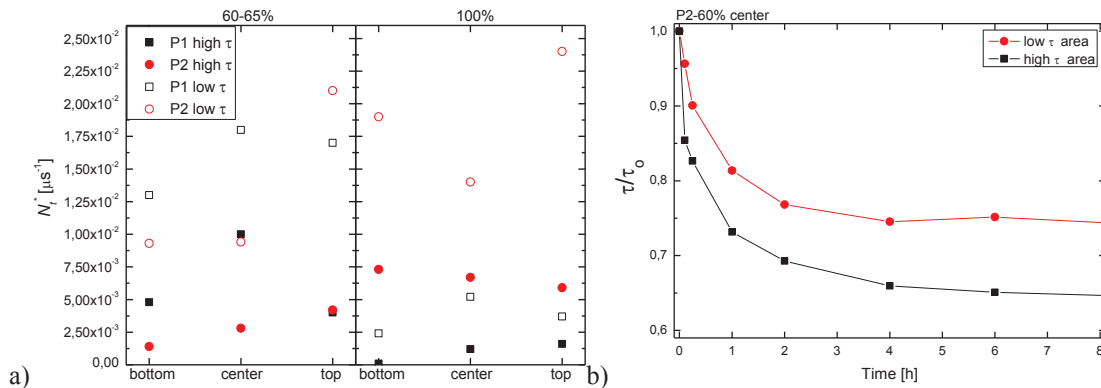 60-65%
100%
2,50x10⁻²
2,25x10⁻²
2,00x10⁻²
1,75x10⁻²
1,50x10⁻²
1,25x10⁻²
1,00x10⁻²
7,50x10⁻³
5,00x10⁻³
2,50x10⁻³
0,00
Nₜ* [µs⁻¹]
P1 high τ
P2 high τ
P1 low τ
P2 low τ
bottom
center
top
bottom
center
top
a)
P2-60% center
low τ area
high τ area
1,0
0,9
0,8
0,7
0,6
τ/τₒ
0
1
2
3
4
5
6
7
8
Time [h]
b)